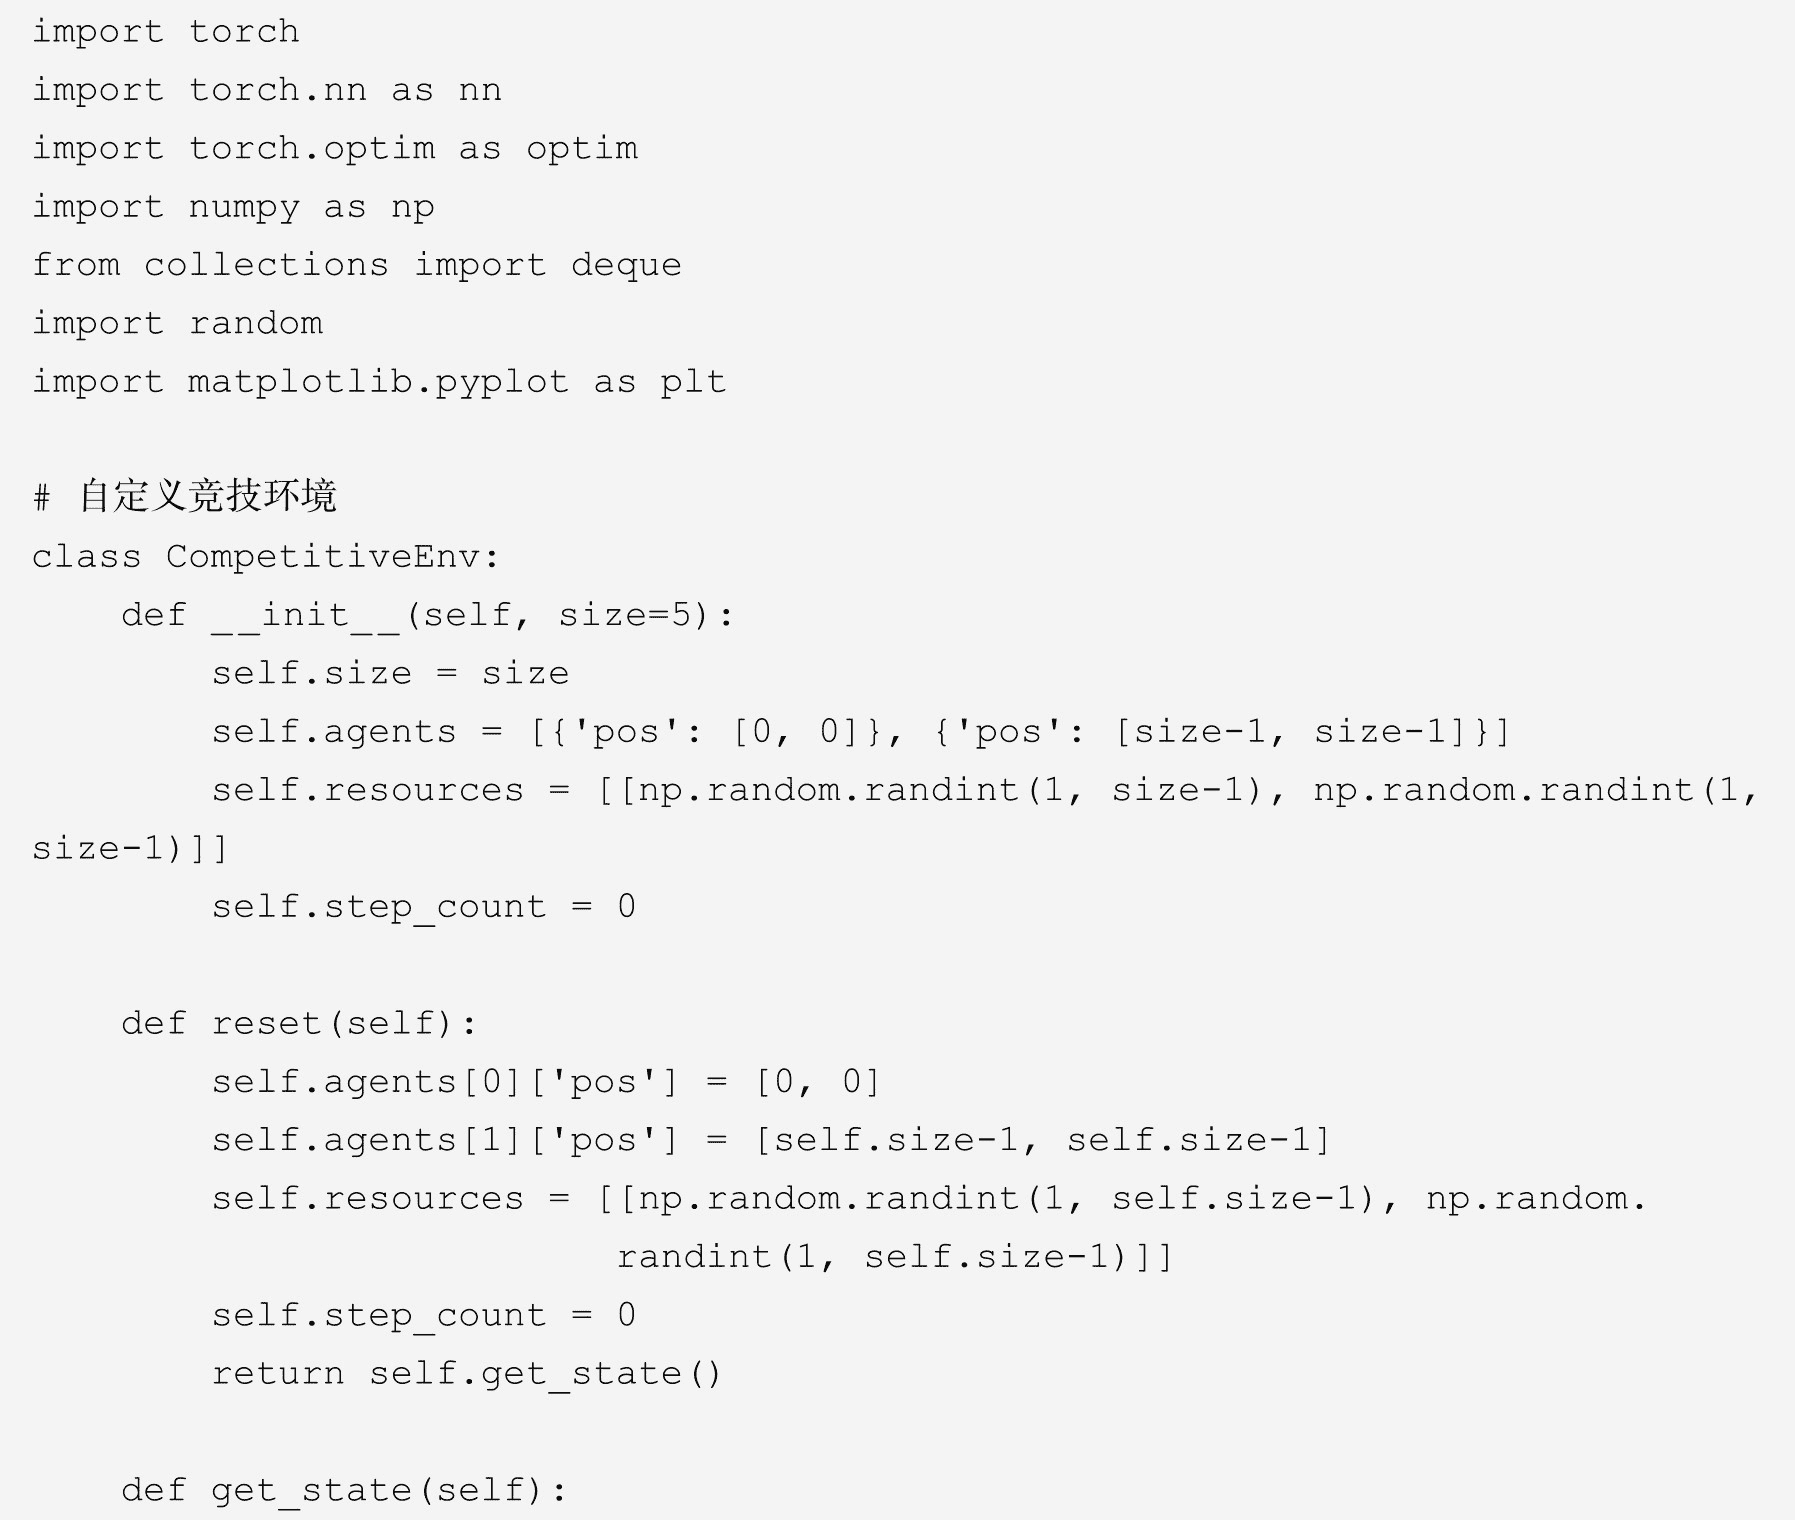 import torch
import torch.nn as nn
import torch.optim as optim
import numpy as np
from collections import deque
import random
import matplotlib.pyplot as plt

# 自定义竞技环境
class CompetitiveEnv:
    def __init__(self, size=5):
        self.size = size
        self.agents = [{'pos': [0, 0]}, {'pos': [size-1, size-1]}]
        self.resources = [[np.random.randint(1, size-1), np.random.randint(1,
size-1)]]
        self.step_count = 0

    def reset(self):
        self.agents[0]['pos'] = [0, 0]
        self.agents[1]['pos'] = [self.size-1, self.size-1]
        self.resources = [[np.random.randint(1, self.size-1), np.random.
                          randint(1, self.size-1)]]
        self.step_count = 0
        return self.get_state()

    def get_state(self):